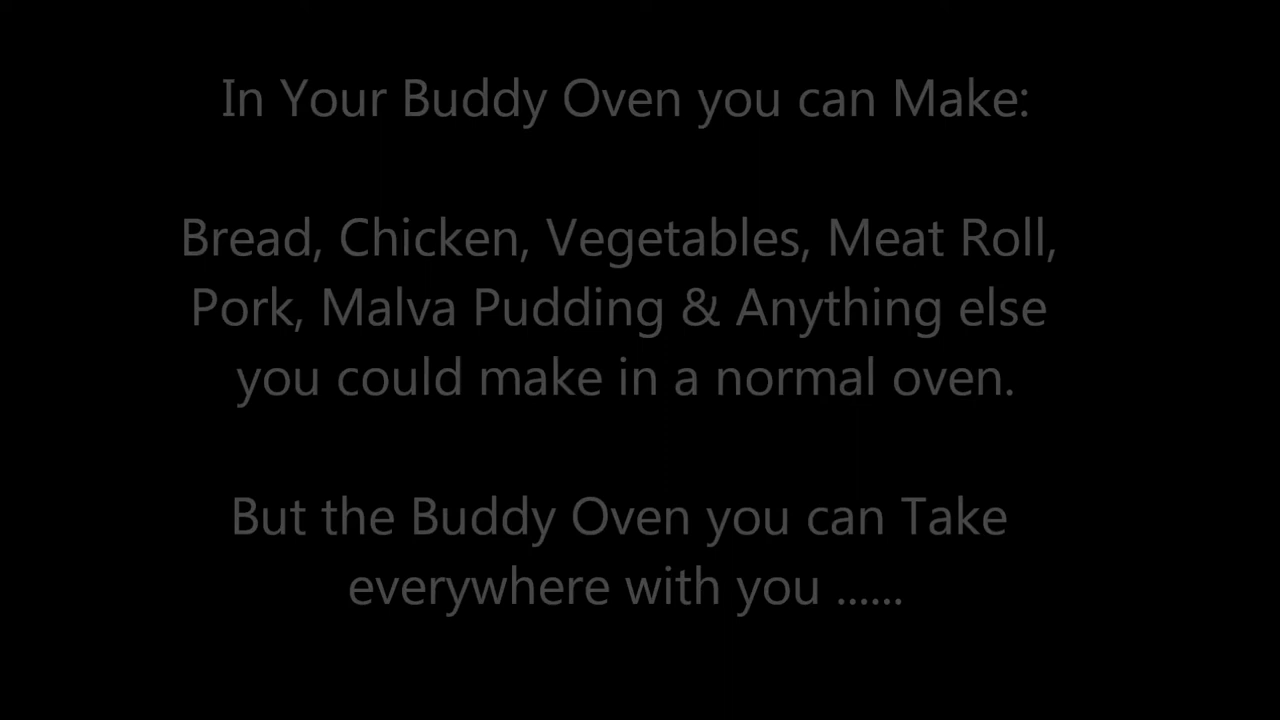 In Your Buddy Oven you can Make:
Bread, Chicken, Vegetables, Meat Roll,
Pork, Malva Pudding & Anything else
you could make in a normal oven.
But the Buddy Oven you can Take
everywhere with you ......